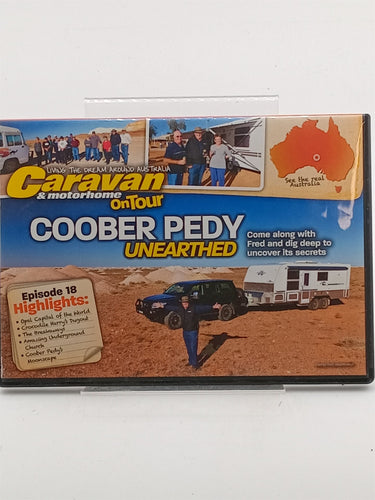 LIVING THE DREAM AROUND AUSTRALIA
Caravan
& motorhome
OnTour
See the real
Australia
COOBER PEDY
UNEARTHED
Come along with
Fred and dig deep to
uncover its secrets
Episode 18
Highlights:
• Opal Capital of the World
• Crocodile Harry's Dugout
• The Breakaways
• Amazing Underground
Church
• Coober Pedy's
Moonscape